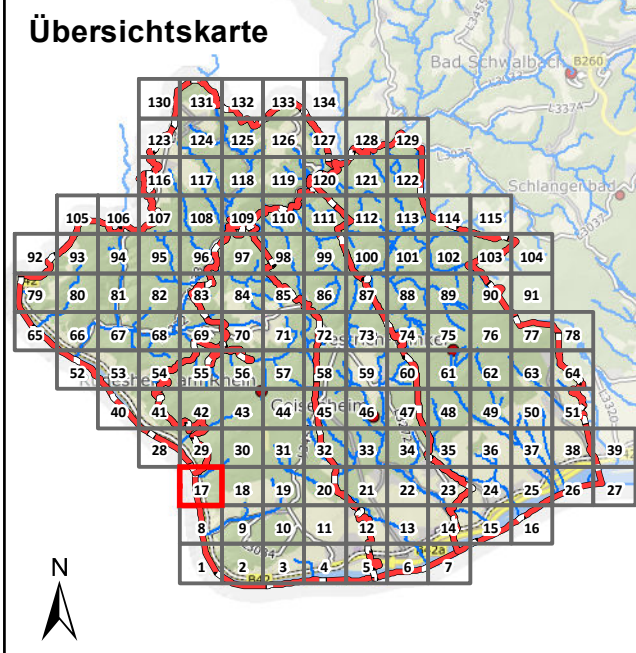 Übersichtskarte
Bad Schwalbach
B260
L3374
L3035
Schlangenbad
L3037
130 131 132 133 134
123 124 125 126 127 128 129
116 117 118 119 120 121 122
105 106 107 108 109 110 111 112 113 114 115
92 93 94 95 96 97 98 99 100 101 102 103 104
79 80 81 82 83 84 85 86 87 88 89 90 91
65 66 67 68 69 70 71 72 73 74 75 76 77 78
52 53 54 55 56 57 58 59 60 61 62 63 64
40 41 42 43 44 45 46 47 48 49 50 51
28 29 30 31 32 33 34 35 36 37 38 39
17 18 19 20 21 22 23 24 25 26 27
8 9 10 11 12 13 14 15 16
1 2 3 4 5 6 7
B42
B42a
N